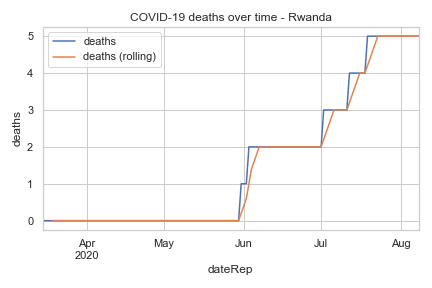 COVID-19 deaths over time - Rwanda
deaths
deaths (rolling)
5
4
3
2
1
0
deaths
Apr
2020
May
Jun
Jul
Aug
dateRep